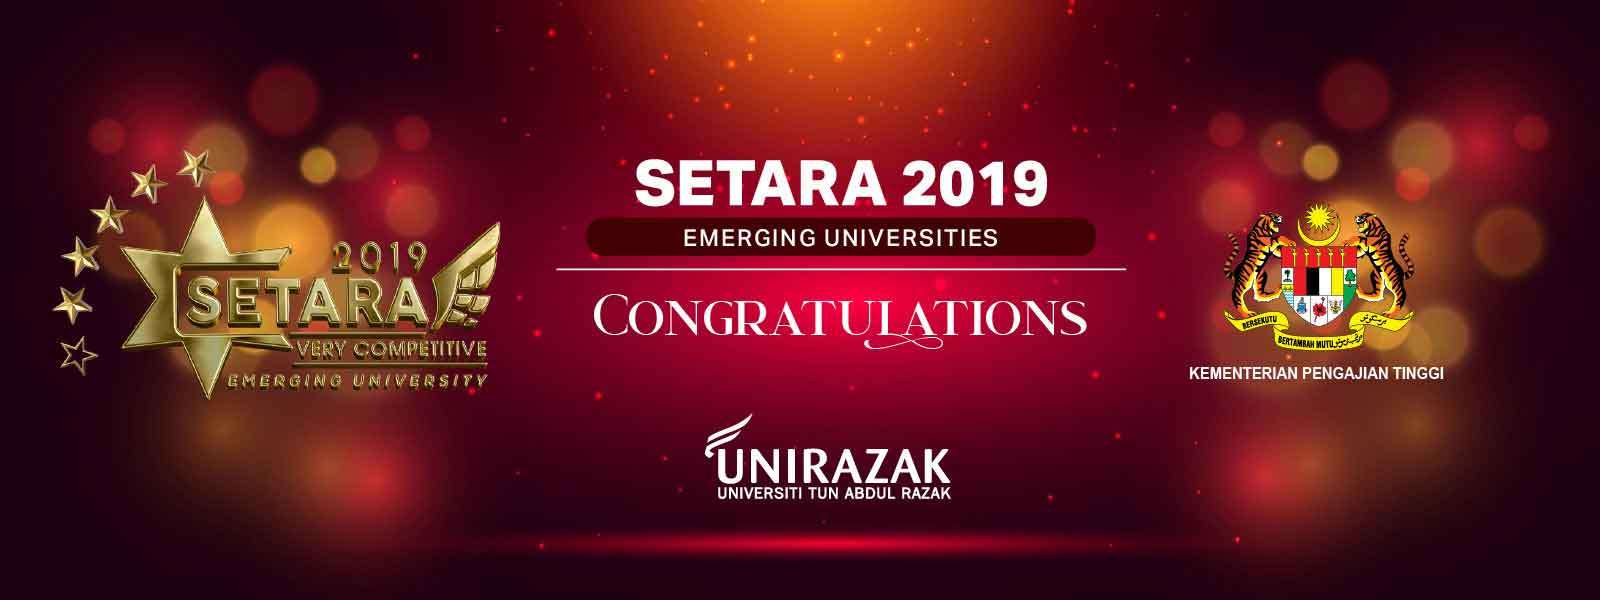 2019
SETARA
VERY COMPETITIVE
EMERGING UNIVERSITY
SETARA 2019
EMERGING UNIVERSITIES
CONGRATULATIONS
UNIRAZAK
UNIVERSITI TUN ABDUL RAZAK
BERSEKUTU
BERTAMBAH MUTU
KEMENTERIAN PENGAJIAN TINGGI